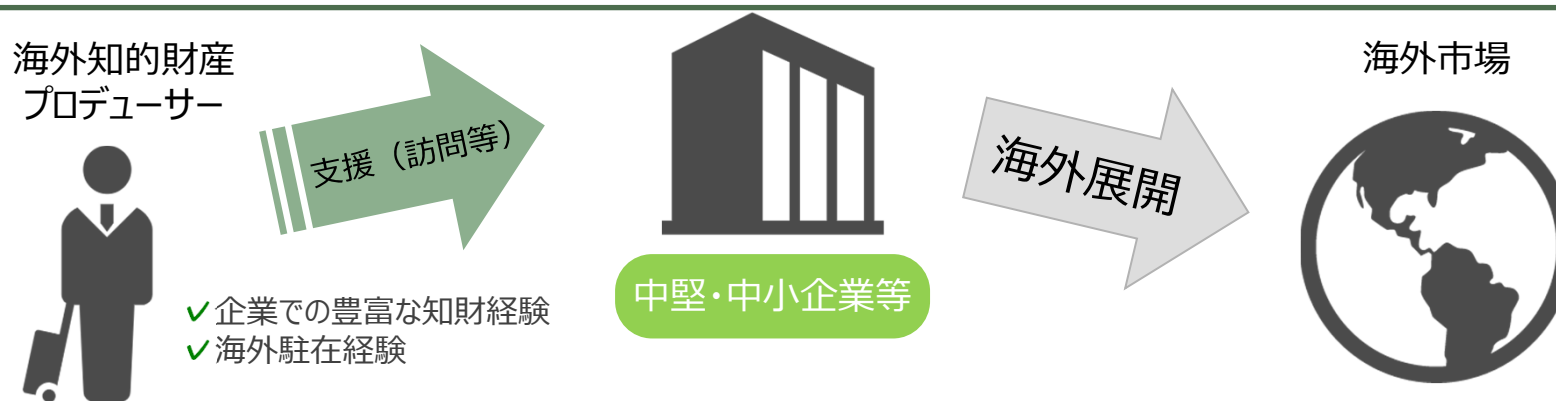 海外知的財産
プロデューサー
支援（訪問等）
✓企業での豊富な知財経験
✓海外駐在経験
中堅・中小企業等
海外展開
海外市場